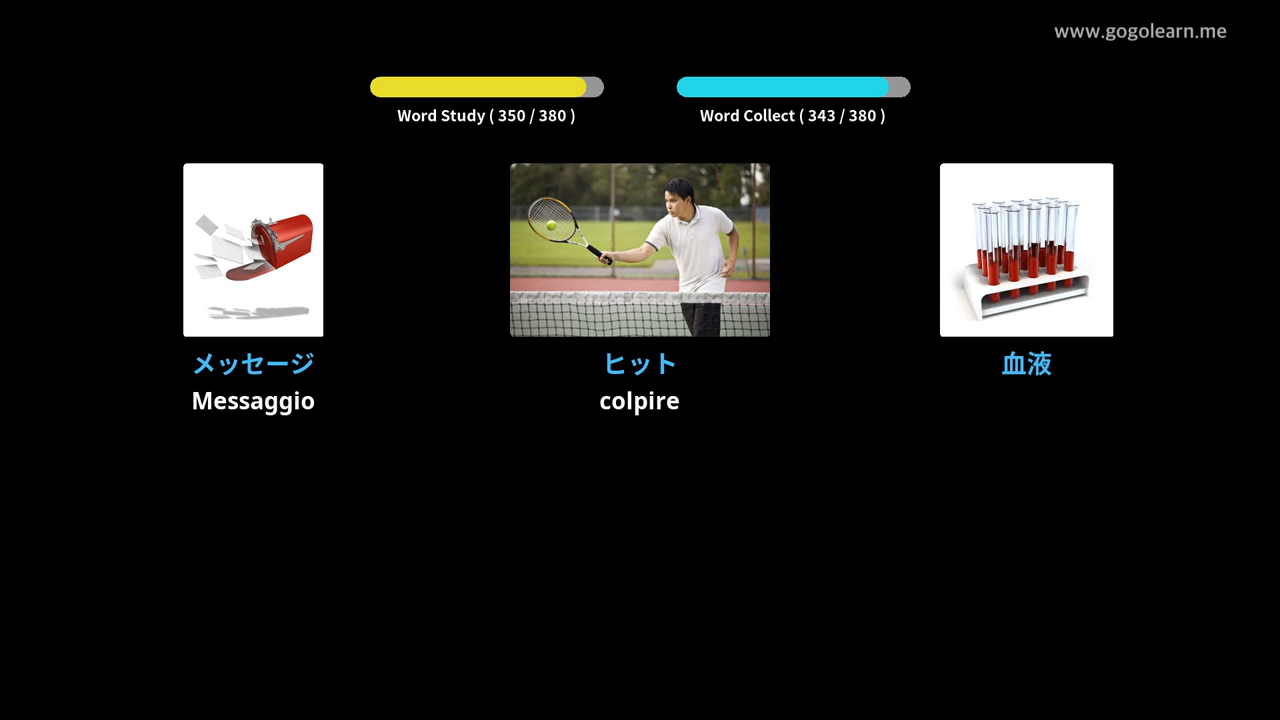 www.gogolearn.me
Word Study ( 350 / 380 )
Word Collect ( 343 / 380 )
メッセージ
Messaggio
ヒット
colpire
血液